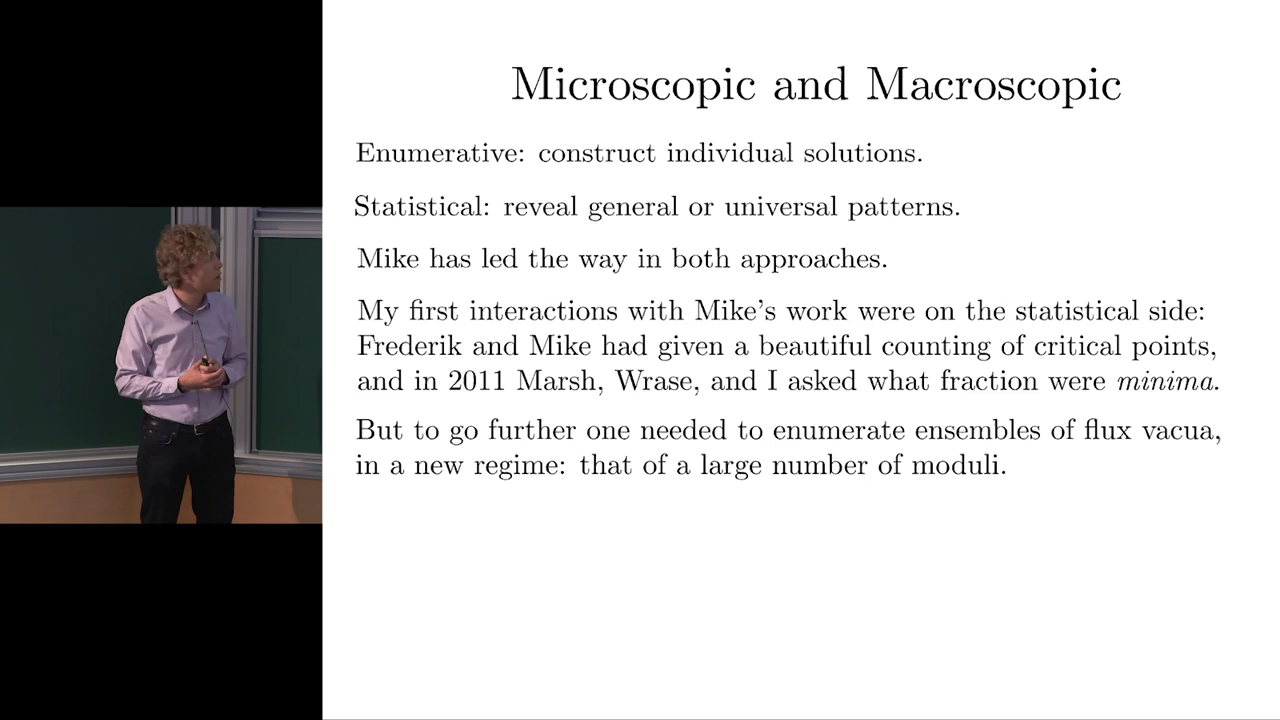 Microscopic and Macroscopic
Enumerative: construct individual solutions.
Statistical: reveal general or universal patterns.
Mike has led the way in both approaches.
My first interactions with Mike's work were on the statistical side:
Frederik and Mike had given a beautiful counting of critical points,
and in 2011 Marsh, Wrase, and I asked what fraction were minima.
But to go further one needed to enumerate ensembles of flux vacua,
in a new regime: that of a large number of moduli.